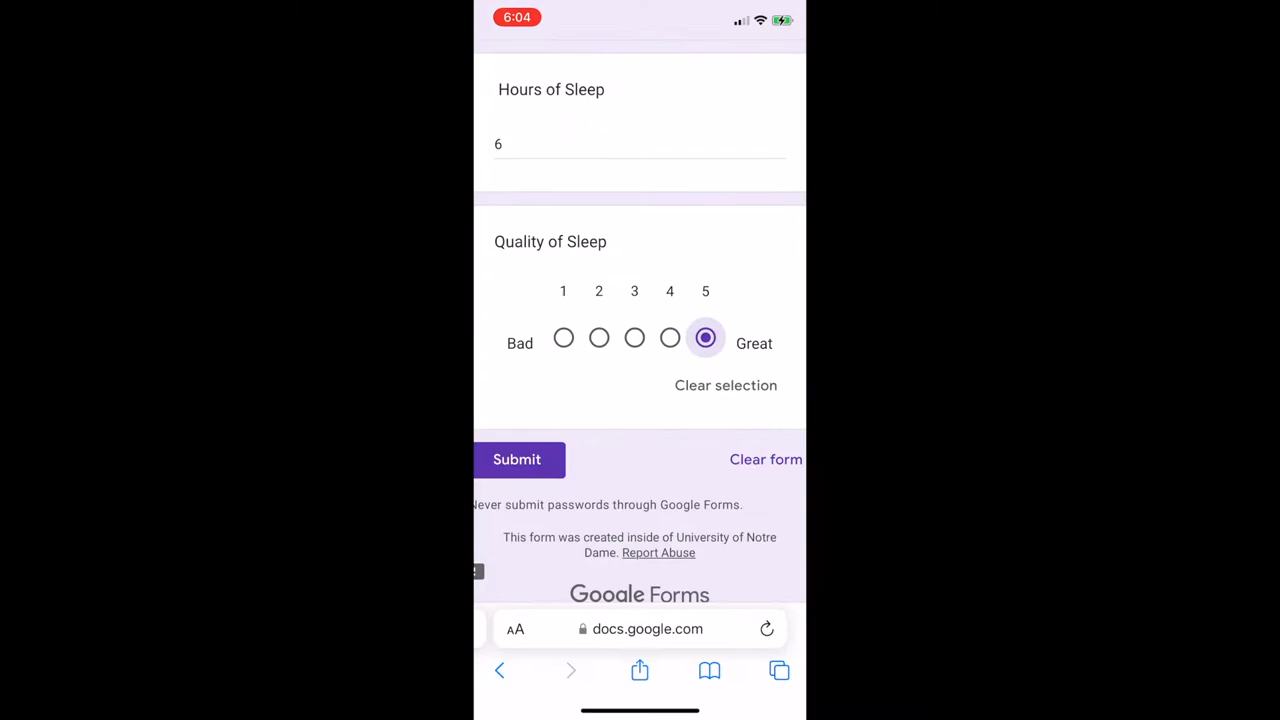 6:04
Hours of Sleep
6
Quality of Sleep
1 2 3 4 5
Bad Great
Clear selection
Submit Clear form
Never submit passwords through Google Forms.
This form was created inside of University of Notre
Dame. Report Abuse
Google Forms
AA docs.google.com